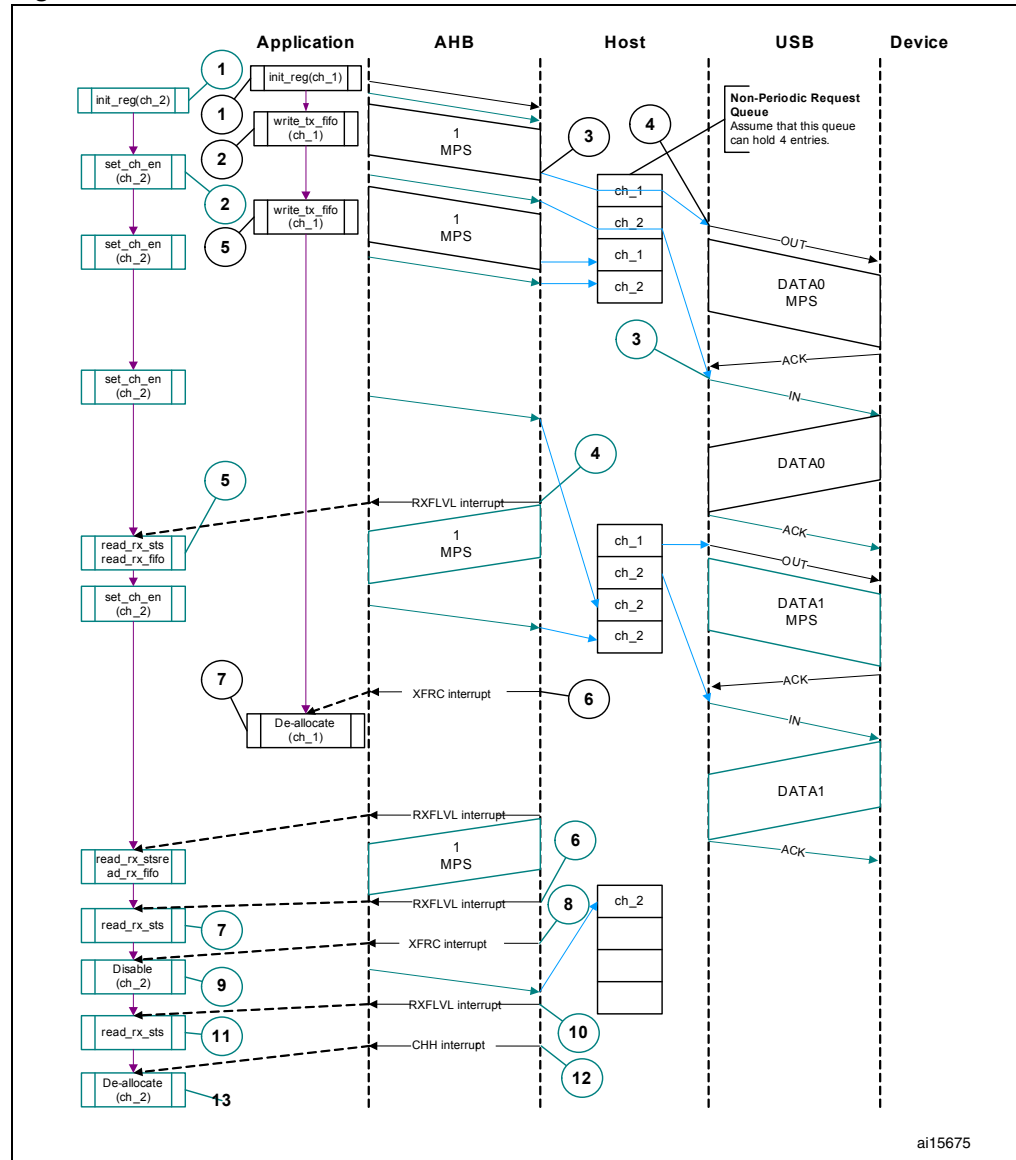 Application
AHB
Host
USB
Device
1
init_reg(ch_1)
init_reg(ch_2)
1
Non-Periodic Request
Queue
Assume that this queue
can hold 4 entries.
write_tx_fifo
(ch_1)
1
MPS
3
4
2
set_ch_en
(ch_2)
2
ch_1
write_tx_fifo
(ch_1)
1
MPS
ch_2
5
set_ch_en
(ch_2)
OUT
ch_1
ch_2
DATA0
MPS
3
ACK
set_ch_en
(ch_2)
IN
4
DATA0
5
RXFLVL interrupt
ACK
read_rx_sts
read_rx_fifo
1
MPS
ch_1
OUT
ch_2
set_ch_en
(ch_2)
ch_2
DATA1
MPS
ch_2
7
ACK
XFRC interrupt
6
De-allocate
(ch_1)
IN
DATA1
RXFLVL interrupt
6
read_rx_stsre
ad_rx_fifo
1
MPS
ACK
RXFLVL interrupt
8
ch_2
read_rx_sts
7
XFRC interrupt
Disable
(ch_2)
9
RXFLVL interrupt
10
read_rx_sts
11
CHH interrupt
12
De-allocate
(ch_2)
13
ai15675